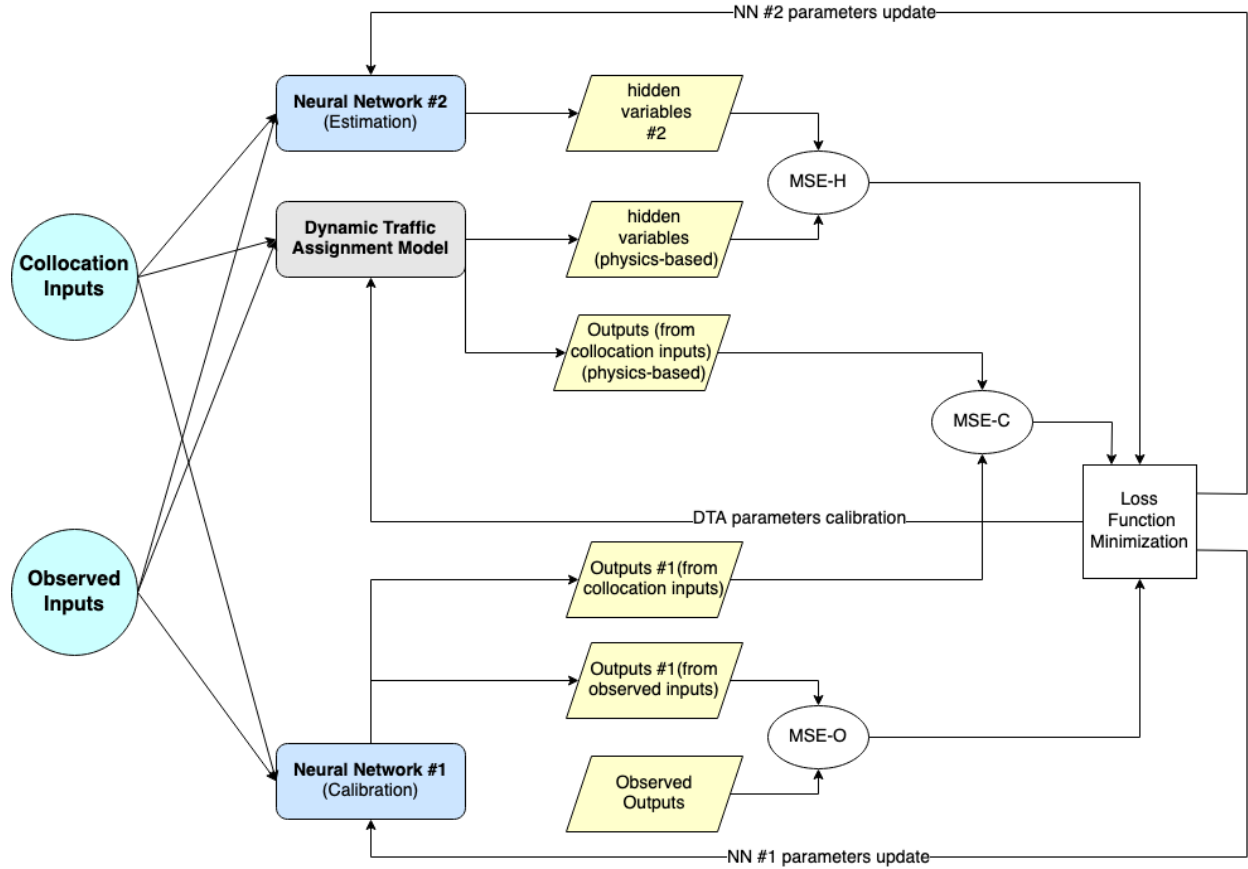 NN #2 parameters update
Neural Network #2
(Estimation)
hidden
variables
#2
MSE-H
Dynamic Traffic
Assignment Model
hidden
variables
(physics-based)
Collocation
Inputs
Outputs (from
collocation inputs)
(physics-based)
MSE-C
Loss
Function
Minimization
DTA parameters calibration
Observed
Inputs
Outputs #1(from
collocation inputs)
Outputs #1(from
observed inputs)
MSE-O
Neural Network #1
(Calibration)
Observed
Outputs
NN #1 parameters update